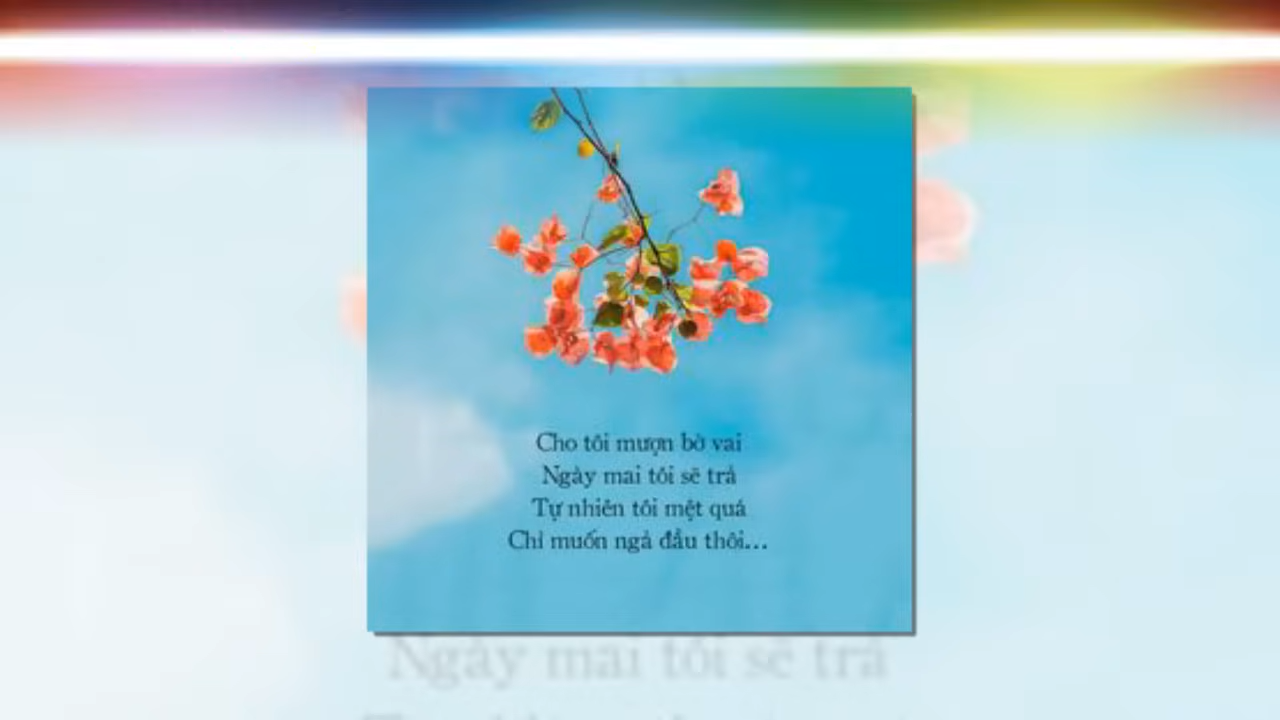 Cho tôi mượn bờ vai
Ngày mai tôi sẽ trả
Tự nhiên tôi mệt quá
Chỉ muốn ngả đầu thôi...
Ngày mai tôi sẽ trả